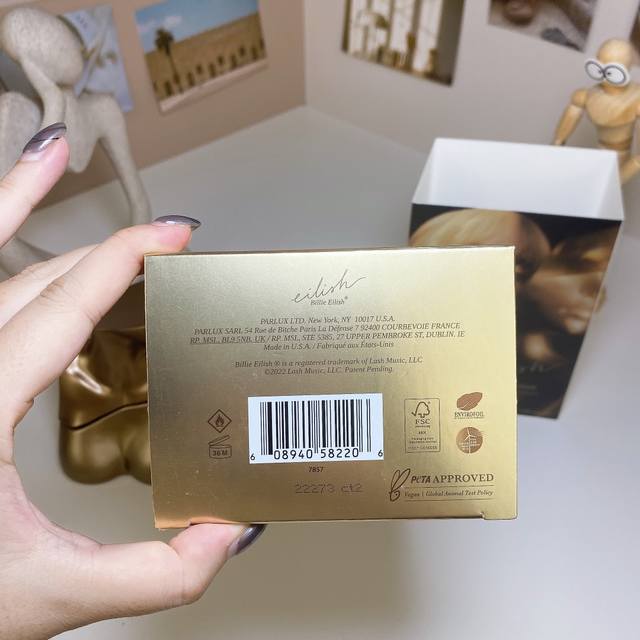 eilish
Billie Eilish®
PARLUX LTD. New York, NY 10017 U.S.A.
PARLUX SARL 54 Rue de Bitche Paris La Défense 7 92400 COURBEVOIE FRANCE
RP. MSL, BL9 5NB, UK / RP. MSL, STE 5385, 27 UPPER PEMBROKE ST, DUBLIN. IE
Made in U.S.A. / Fabriqué aux États-Unis
Billie Eilish ® is a registered trademark of Lash Music, LLC
©2022 Lash Music, LLC. Patent Pending.
6 08940 58220 6
7857
22273 ct2
36 M
FSC
MIX
ENVIROFOIL
PETA APPROVED
Vegan | Global Animal Test Policy